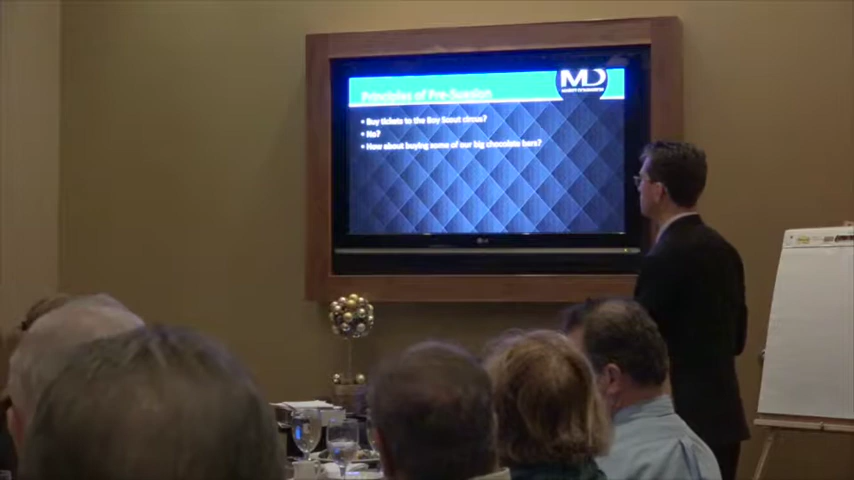 MD
Principles of Pre-Suasion
• Buy tickets to the Boy Scout circus?
• No?
• How about buying some of our big chocolate bars?
LG